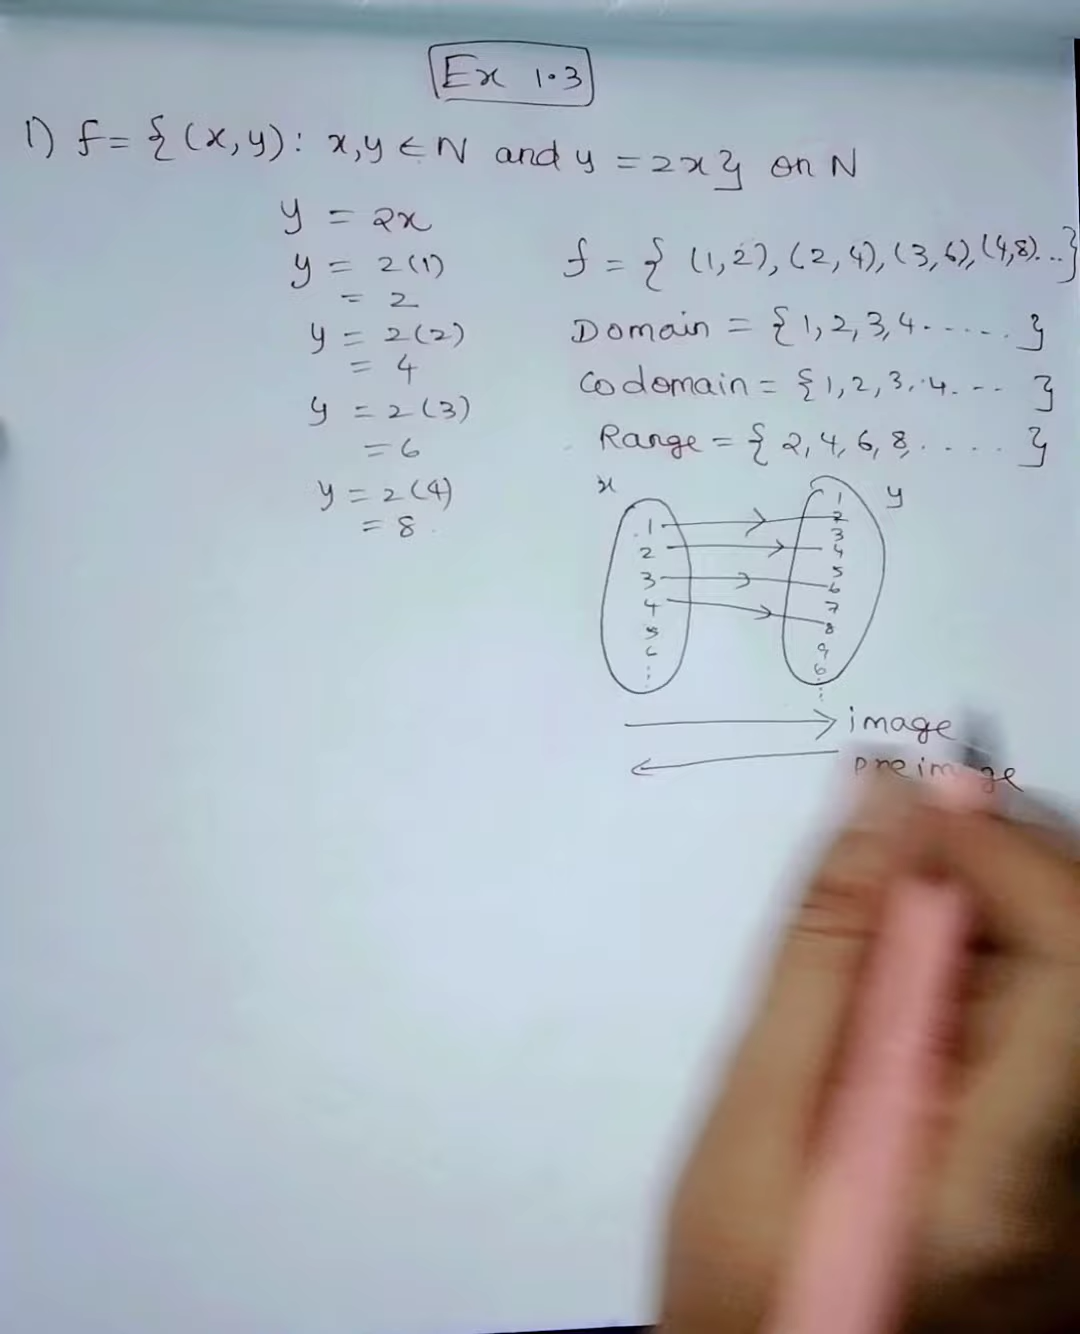 Ex 1.3
1) f = { (x, y) : x, y ∈ N and y = 2x } on N
y = 2x
y = 2(1)
= 2
y = 2(2)
= 4
y = 2(3)
= 6
y = 2(4)
= 8
f = { (1,2), (2,4), (3,6), (4,8)...}
Domain = {1,2,3,4......}
Codomain = {1,2,3,.4.-- }
Range = { 2,4,6,8,..... }
x
y
1
2
3
4
5
6
⋮
1
2
3
4
5
6
7
8
9
⋮
image
preimage